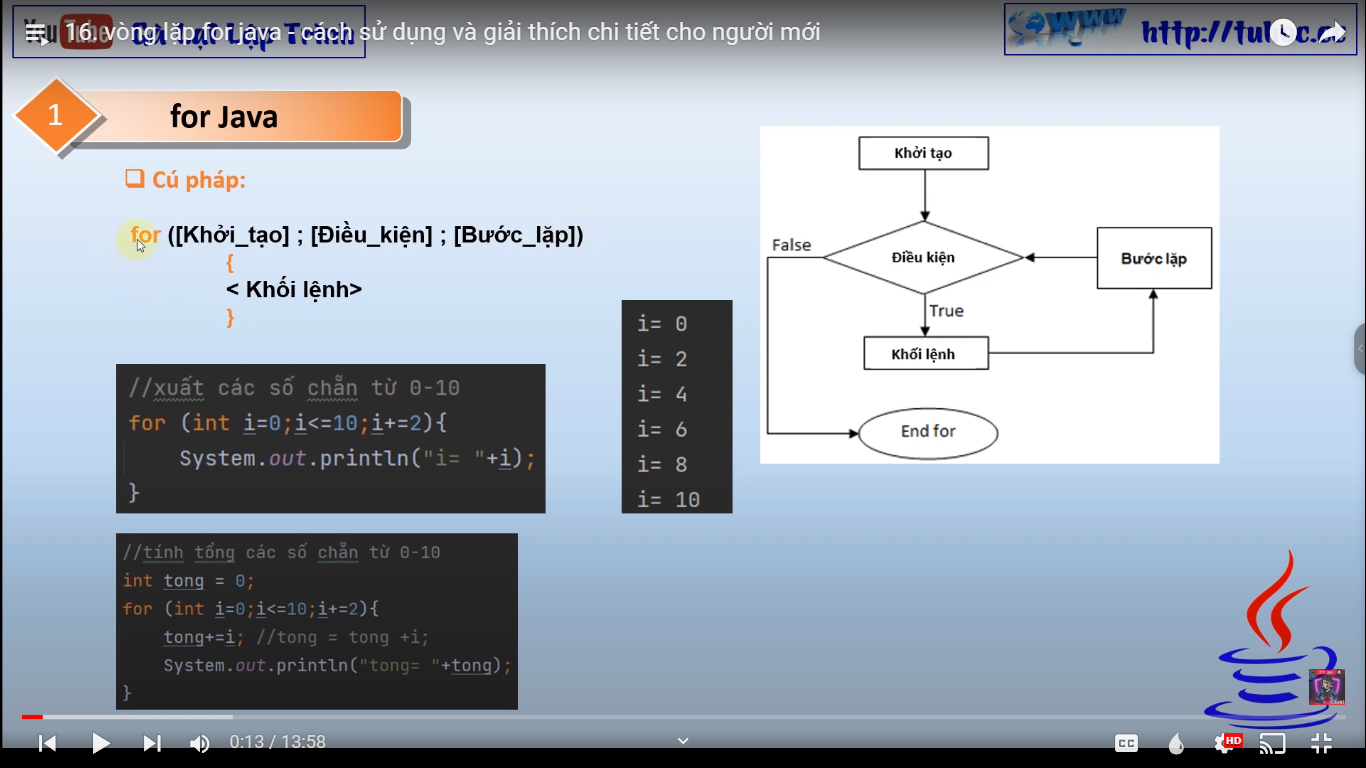 16. vòng lặp for java - cách sử dụng và giải thích chi tiết cho người mới
1
for Java
Cú pháp:
for ([Khởi_tạo] ; [Điều_kiện] ; [Bước_lặp])
{
< Khối lệnh>
}
//xuất các số chẵn từ 0-10
for (int i=0;i<=10;i+=2){
System.out.println("i= "+i);
}
i= 0
i= 2
i= 4
i= 6
i= 8
i= 10
//tính tổng các số chẵn từ 0-10
int tong = 0;
for (int i=0;i<=10;i+=2){
tong+=i; //tong = tong +i;
System.out.println("tong= "+tong);
}
Khởi tạo
False
Điều kiện
Bước lặp
True
Khối lệnh
End for
0:13 / 13:58
CC
HD